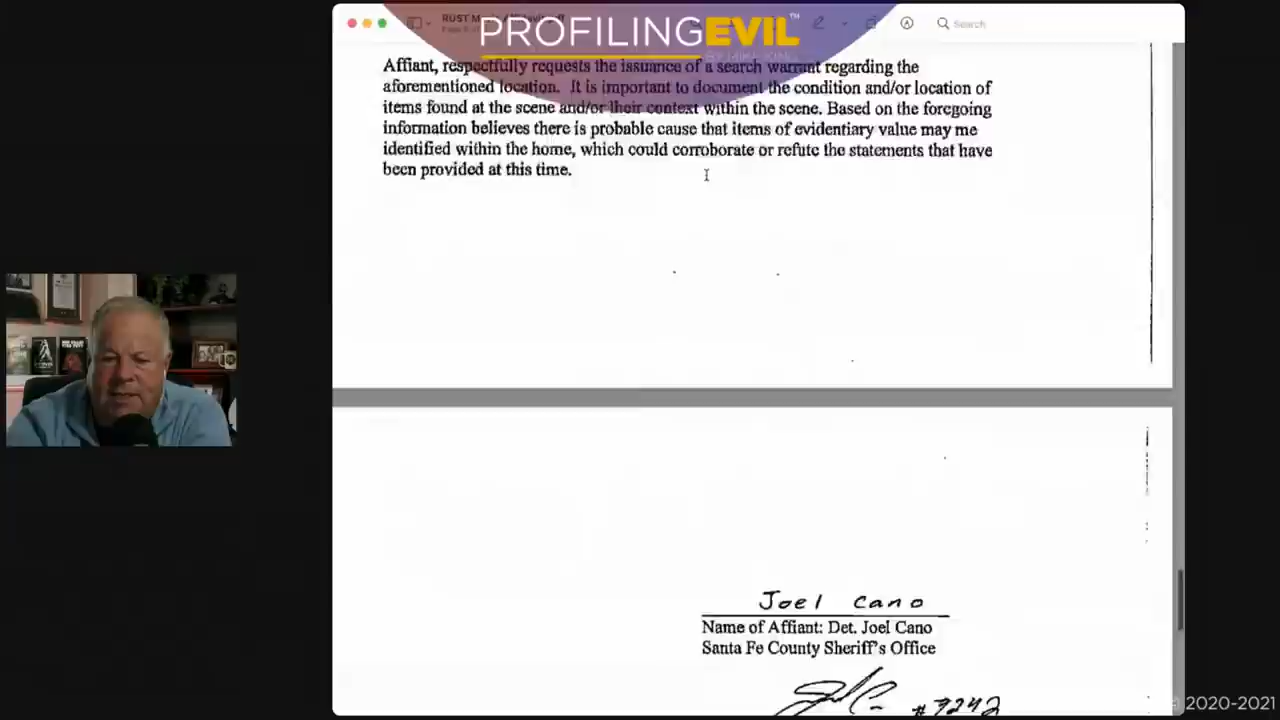 PROFILINGEVIL™
Search
Affiant, respectfully requests the issuance of a search warrant regarding the
aforementioned location. It is important to document the condition and/or location of
items found at the scene and/or their context within the scene. Based on the foregoing
information believes there is probable cause that items of evidentiary value may me
identified within the home, which could corroborate or refute the statements that have
been provided at this time.
Joel Cano
Name of Affiant: Det. Joel Cano
Santa Fe County Sheriff's Office
#9242
© 2020-2021